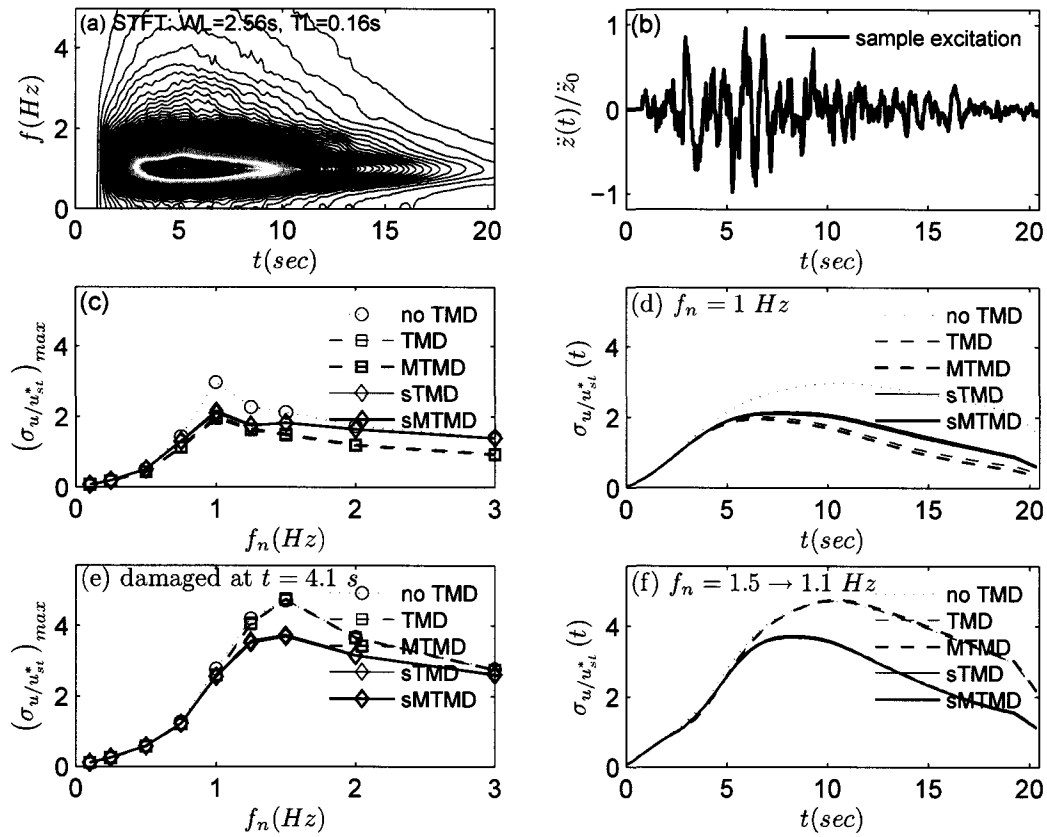 (a) STFT: WL=2.56s, TL=0.16s
f(Hz)
4
2
0
0 5 10 15 20
t(sec)
(b)
sample excitation
z̈(t)/z̈0
1
0
−1
0 5 10 15 20
t(sec)
(c)
no TMD
TMD
MTMD
sTMD
sMTMD
(σu/u*st)max
4
2
0
0 1 2 3
fn(Hz)
(d) fn = 1 Hz
no TMD
TMD
MTMD
sTMD
sMTMD
σu/u*st(t)
4
2
0
0 5 10 15 20
t(sec)
(e) damaged at t = 4.1 s
no TMD
TMD
MTMD
sTMD
sMTMD
(σu/u*st)max
4
2
0
0 1 2 3
fn(Hz)
(f) fn = 1.5 → 1.1 Hz
no TMD
TMD
MTMD
sTMD
sMTMD
σu/u*st(t)
4
2
0
0 5 10 15 20
t(sec)